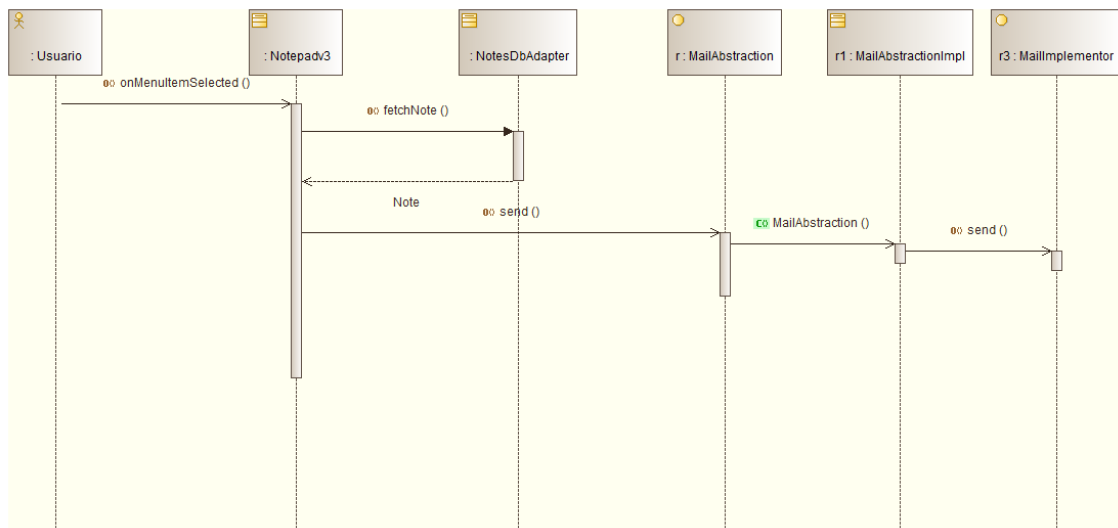 : Usuario
: Notepadv3
: NotesDbAdapter
r : MailAbstraction
r1 : MailAbstractionImpl
r3 : MailImplementor
onMenuItemSelected ()
fetchNote ()
Note
send ()
MailAbstraction ()
send ()